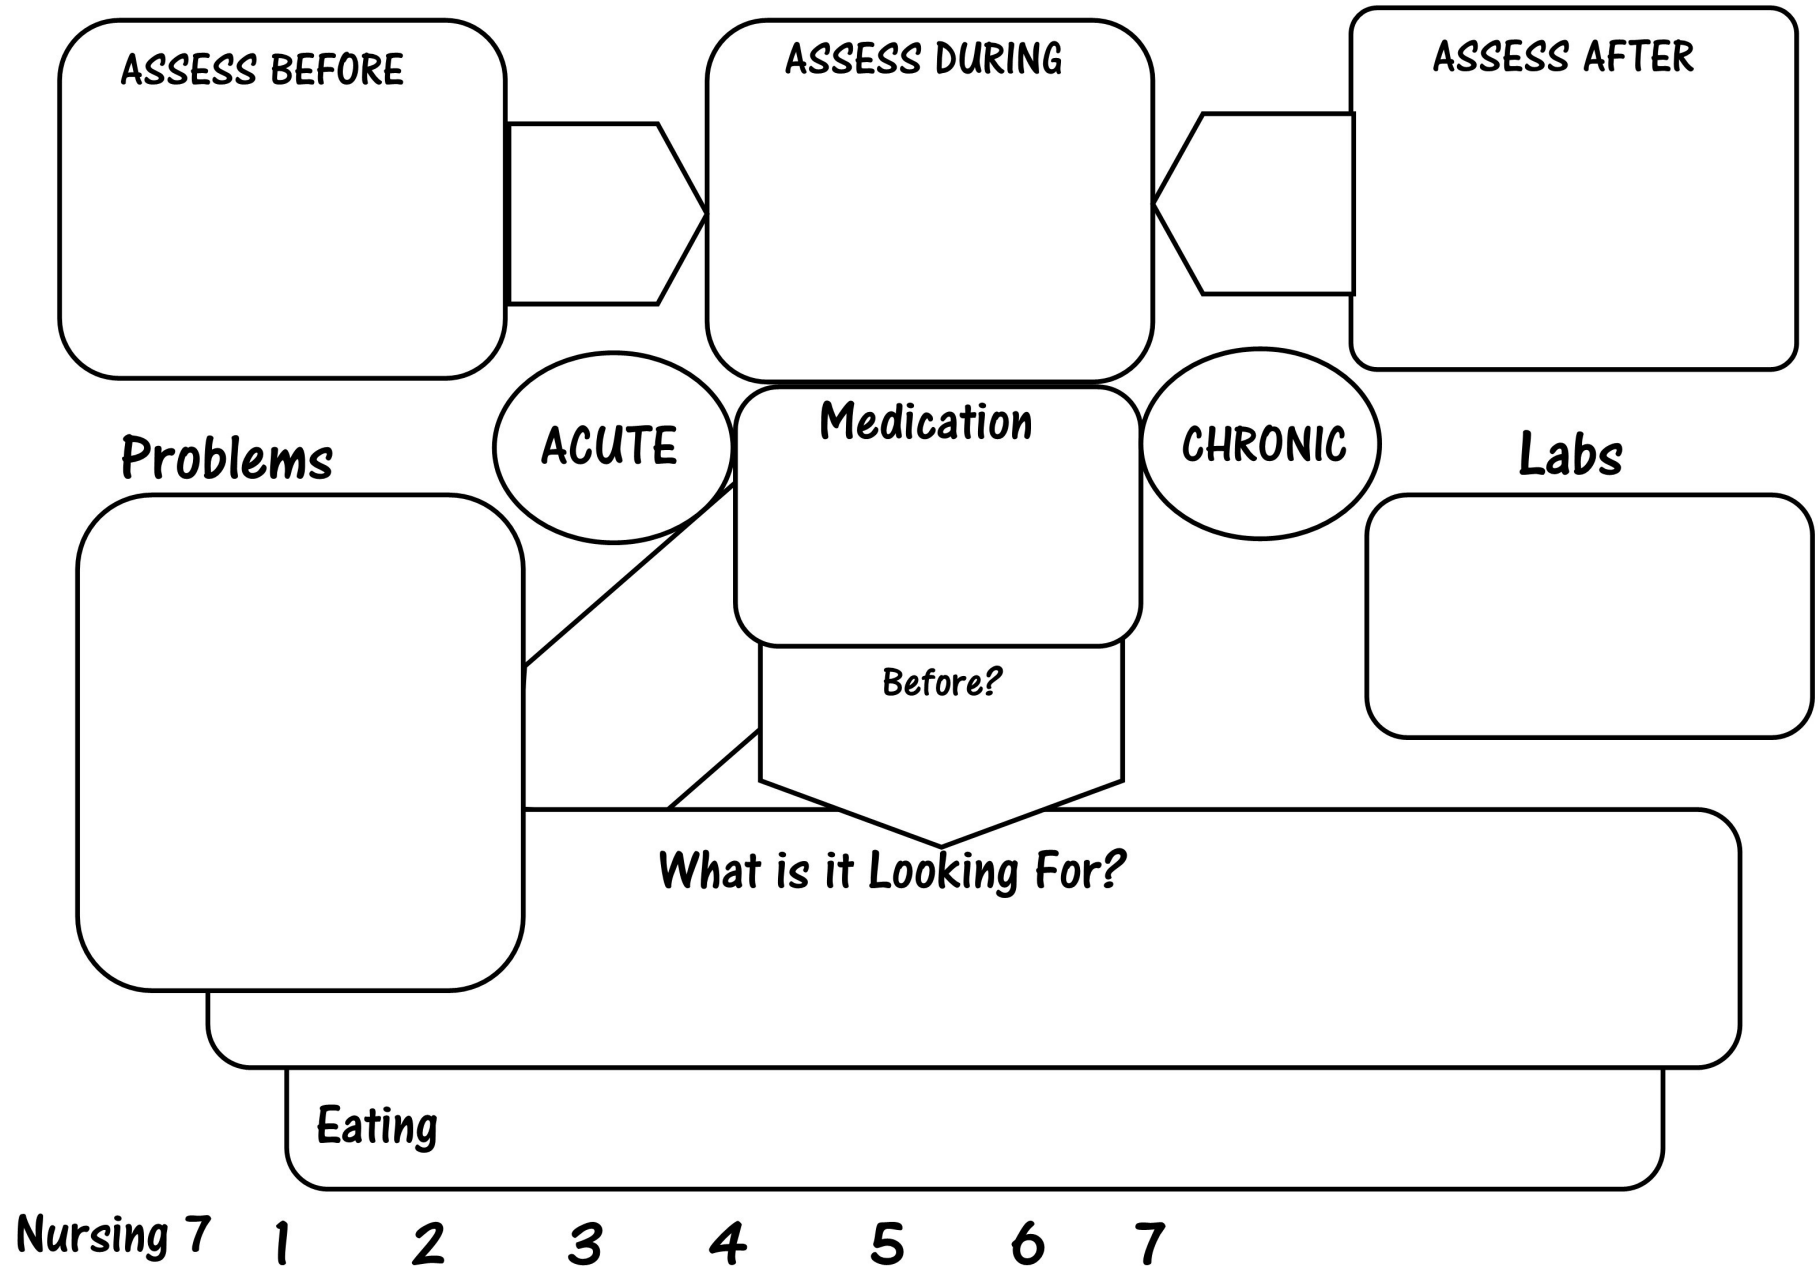 ASSESS BEFORE
ASSESS DURING
ASSESS AFTER
ACUTE
Medication
CHRONIC
Problems
Labs
Before?
What is it Looking For?
Eating
Nursing 7 1 2 3 4 5 6 7